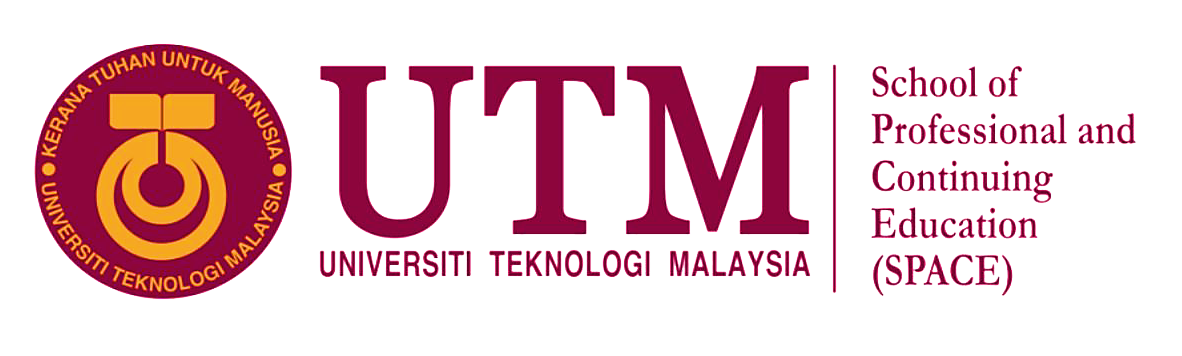 KERANA TUHAN UNTUK MANUSIA
UNIVERSITI TEKNOLOGI MALAYSIA
UTM
UNIVERSITI TEKNOLOGI MALAYSIA
School of
Professional and
Continuing
Education
(SPACE)